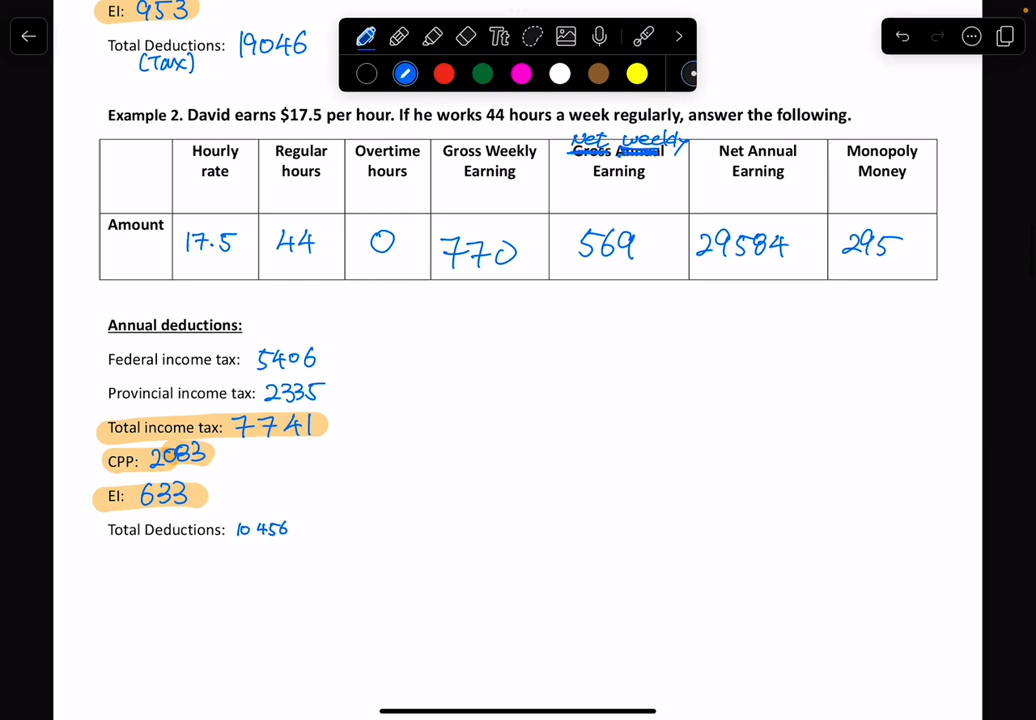 EI: 953
Total Deductions: 19046
(Tax)
Tt
Example 2. David earns $17.5 per hour. If he works 44 hours a week regularly, answer the following.
Net weekly
Hourly rate Regular hours Overtime hours Gross Weekly Earning Gross Annual Earning Net Annual Earning Monopoly Money
Amount 17.5 44 0 770 569 29584 295
Annual deductions:
Federal income tax: 5406
Provincial income tax: 2335
Total income tax: 7741
CPP: 2083
EI: 633
Total Deductions: 10 456